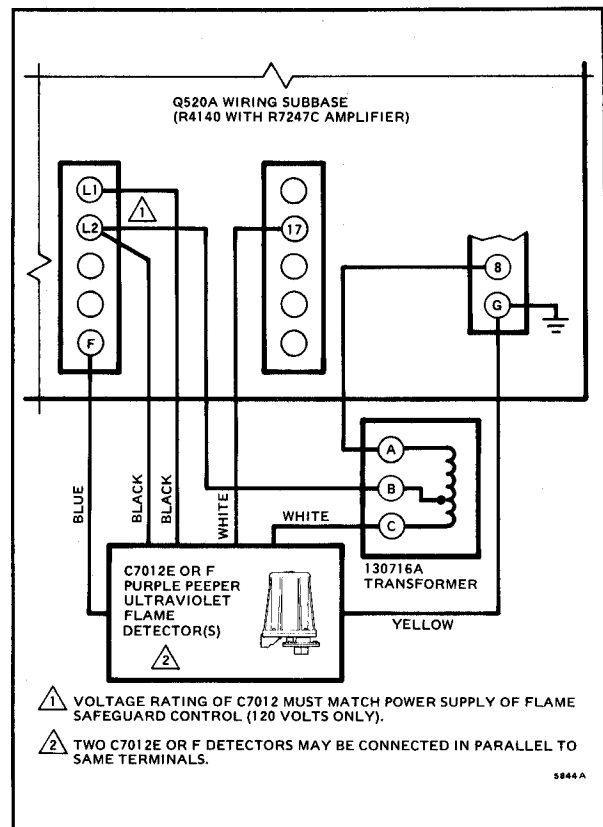 Q520A WIRING SUBBASE
(R4140 WITH R7247C AMPLIFIER)
L1
1
L2
17
8
G
F
A
B
C
BLUE
BLACK
BLACK
WHITE
WHITE
130716A
TRANSFORMER
C7012E OR F
PURPLE PEEPER
ULTRAVIOLET
FLAME
DETECTOR(S)
2
YELLOW
1 VOLTAGE RATING OF C7012 MUST MATCH POWER SUPPLY OF FLAME
SAFEGUARD CONTROL (120 VOLTS ONLY).
2 TWO C7012E OR F DETECTORS MAY BE CONNECTED IN PARALLEL TO
SAME TERMINALS.
5844A